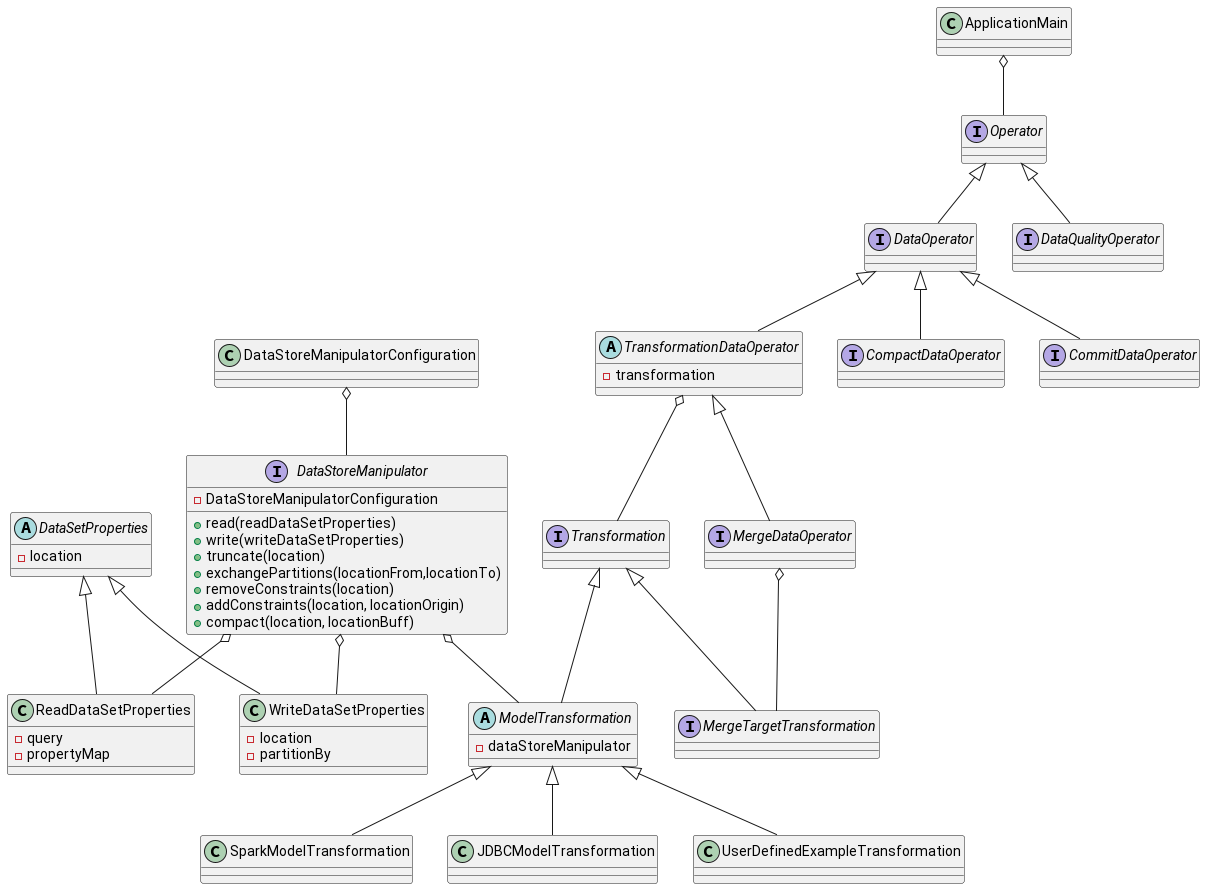 C ApplicationMain
I Operator
I DataOperator
I DataQualityOperator
A TransformationDataOperator
transformation
I CompactDataOperator
I CommitDataOperator
C DataStoreManipulatorConfiguration
I DataStoreManipulator
DataStoreManipulatorConfiguration
read(readDataSetProperties)
write(writeDataSetProperties)
truncate(location)
exchangePartitions(locationFrom,locationTo)
removeConstraints(location)
addConstraints(location, locationOrigin)
compact(location, locationBuff)
A DataSetProperties
location
I Transformation
I MergeDataOperator
C ReadDataSetProperties
query
propertyMap
C WriteDataSetProperties
location
partitionBy
A ModelTransformation
dataStoreManipulator
I MergeTargetTransformation
C SparkModelTransformation
C JDBCModelTransformation
C UserDefinedExampleTransformation